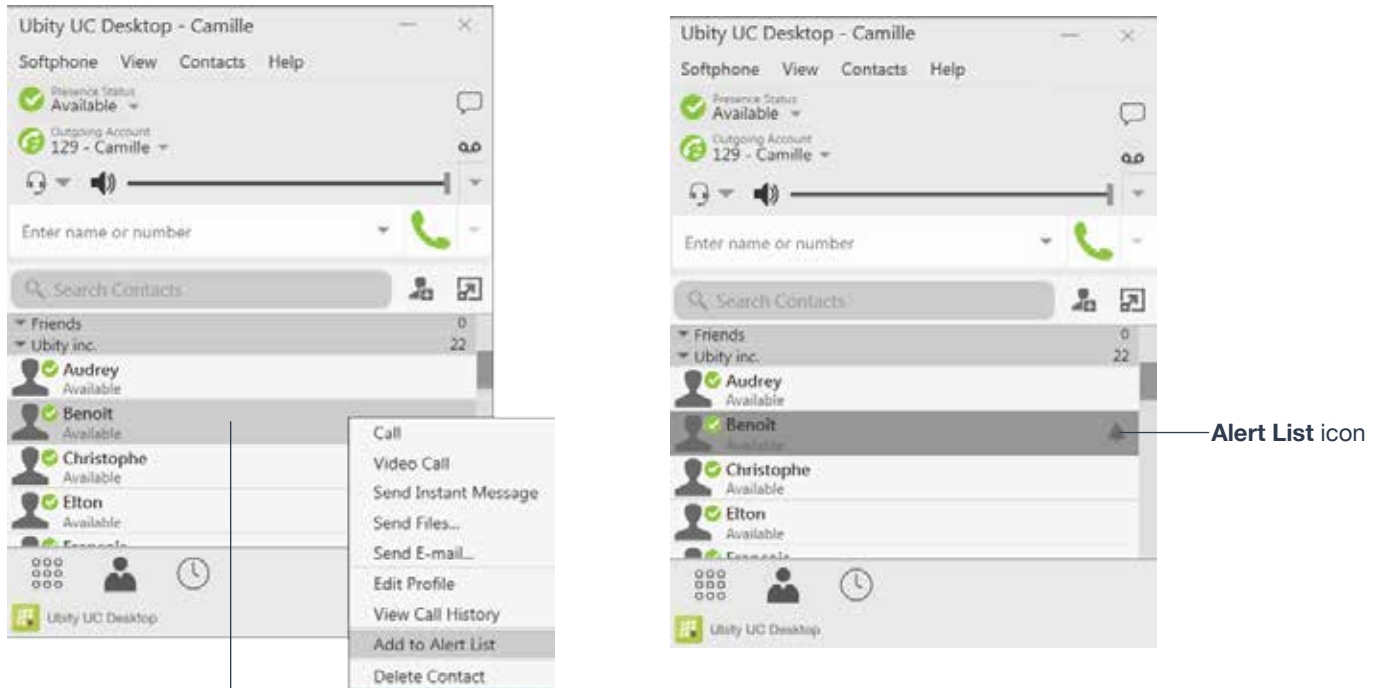 Ubity UC Desktop - Camille
Softphone View Contacts Help
Presence Status
Available
Outgoing Account
129 - Camille
Enter name or number
Search Contacts
Friends 0
Ubity inc. 22
Audrey
Available
Benoit
Available
Christophe
Available
Elton
Available
François
Ubity UC Desktop
Call
Video Call
Send Instant Message
Send Files...
Send E-mail...
Edit Profile
View Call History
Add to Alert List
Delete Contact
Ubity UC Desktop - Camille
Softphone View Contacts Help
Presence Status
Available
Outgoing Account
129 - Camille
Enter name or number
Search Contacts
Friends 0
Ubity inc. 22
Audrey
Available
Benoit
Available
Christophe
Available
Elton
Available
François
Ubity UC Desktop
Alert List icon